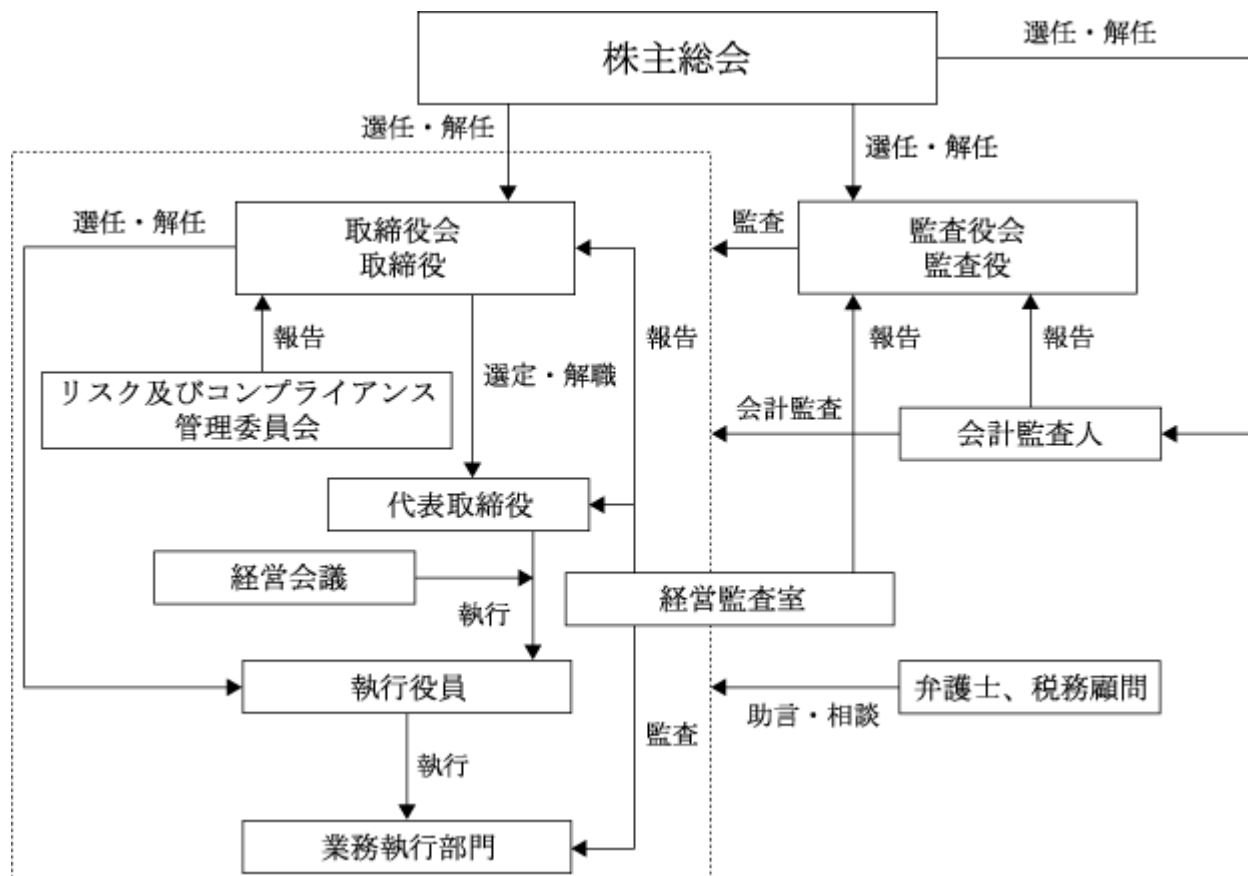 株主総会
選任・解任
選任・解任
選任・解任
選任・解任
取締役会
取締役
監査
監査役会
監査役
報告
報告
報告
報告
リスク及びコンプライアンス
管理委員会
選定・解職
会計監査
会計監査人
代表取締役
経営会議
経営監査室
執行
執行役員
弁護士、税務顧問
助言・相談
監査
執行
業務執行部門